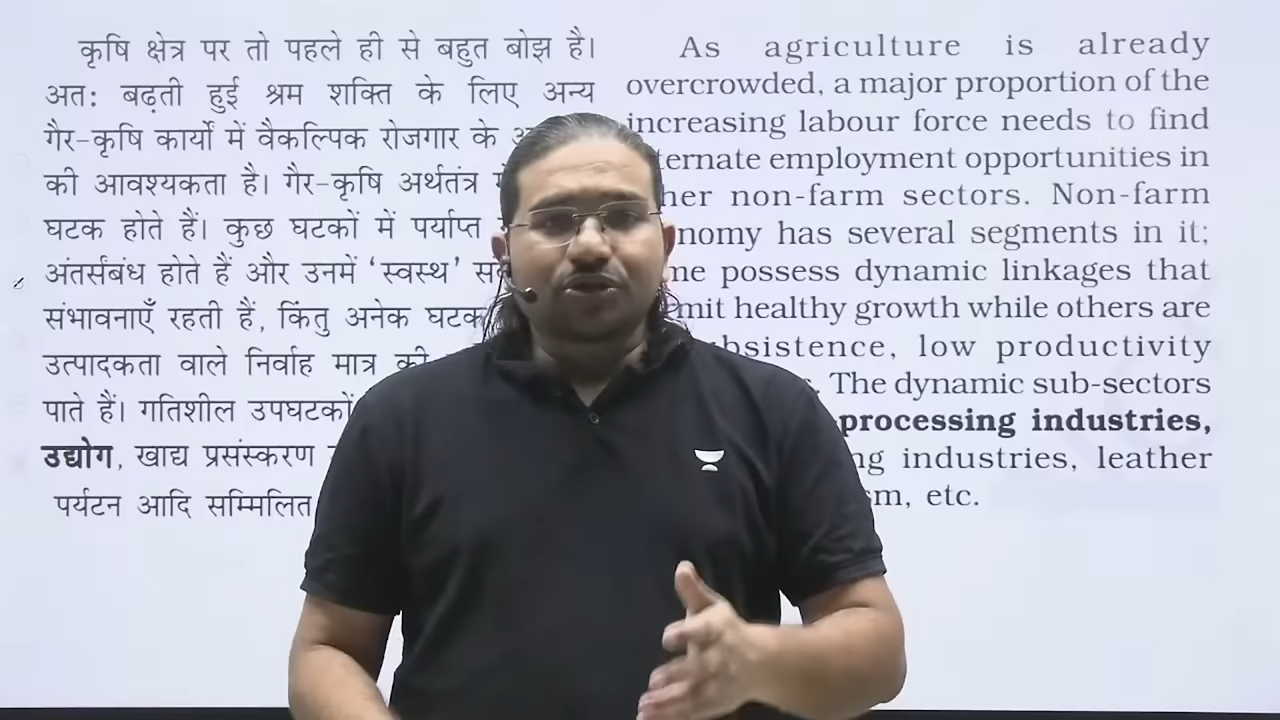 कृषि क्षेत्र पर तो पहले ही से बहुत बोझ है।
अतः बढ़ती हुई श्रम शक्ति के लिए अन्य
गैर-कृषि कार्यों में वैकल्पिक रोजगार के
की आवश्यकता है। गैर-कृषि अर्थतंत्र
घटक होते हैं। कुछ घटकों में पर्याप्त
अंतर्संबंध होते हैं और उनमें ‘स्वस्थ’
संभावनाएँ रहती हैं, किंतु अनेक घटक
उत्पादकता वाले निर्वाह मात्र की
पाते हैं। गतिशील उपघटकों
उद्योग, खाद्य प्रसंस्करण
पर्यटन आदि सम्मिलित
As agriculture is already
overcrowded, a major proportion of the
increasing labour force needs to find
ternate employment opportunities in
her non-farm sectors. Non-farm
nomy has several segments in it;
me possess dynamic linkages that
mit healthy growth while others are
bsistence, low productivity
. The dynamic sub-sectors
processing industries,
ng industries, leather
sm, etc.